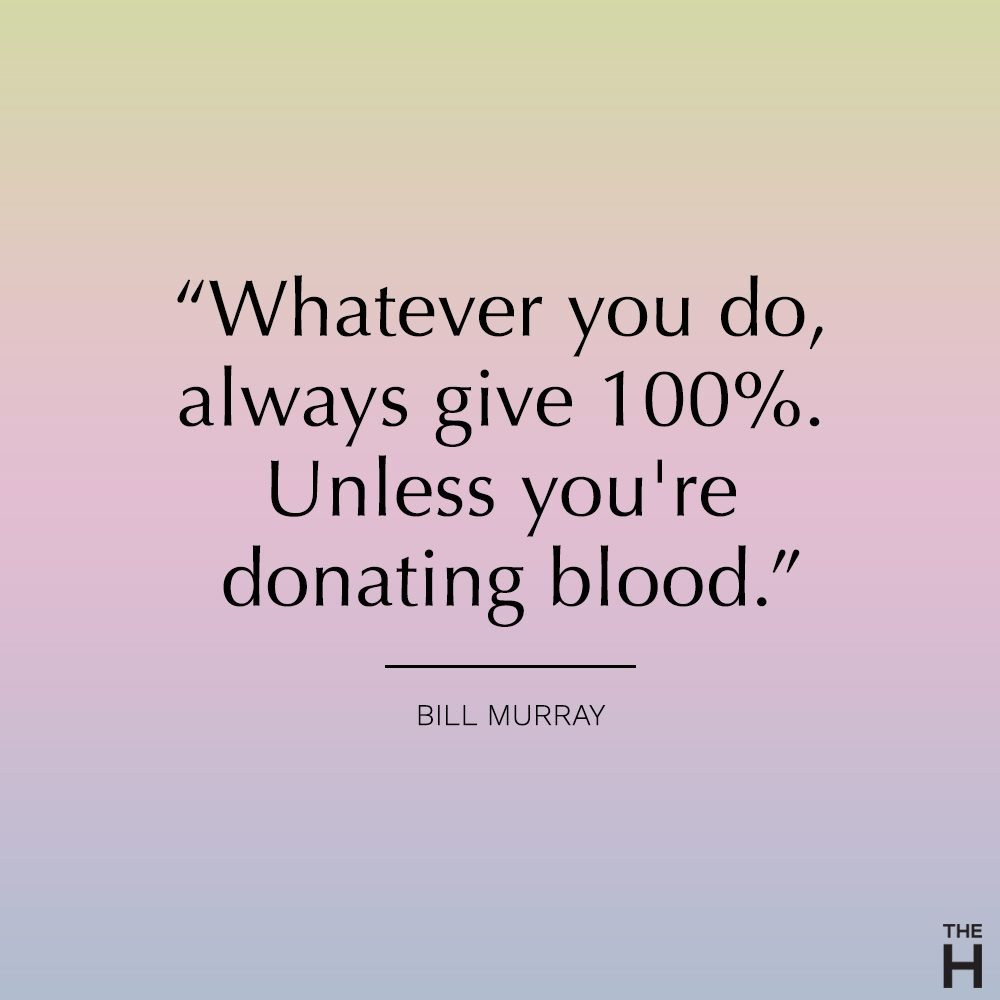 “Whatever you do,
always give 100%.
Unless you're
donating blood.”
BILL MURRAY
THE
H